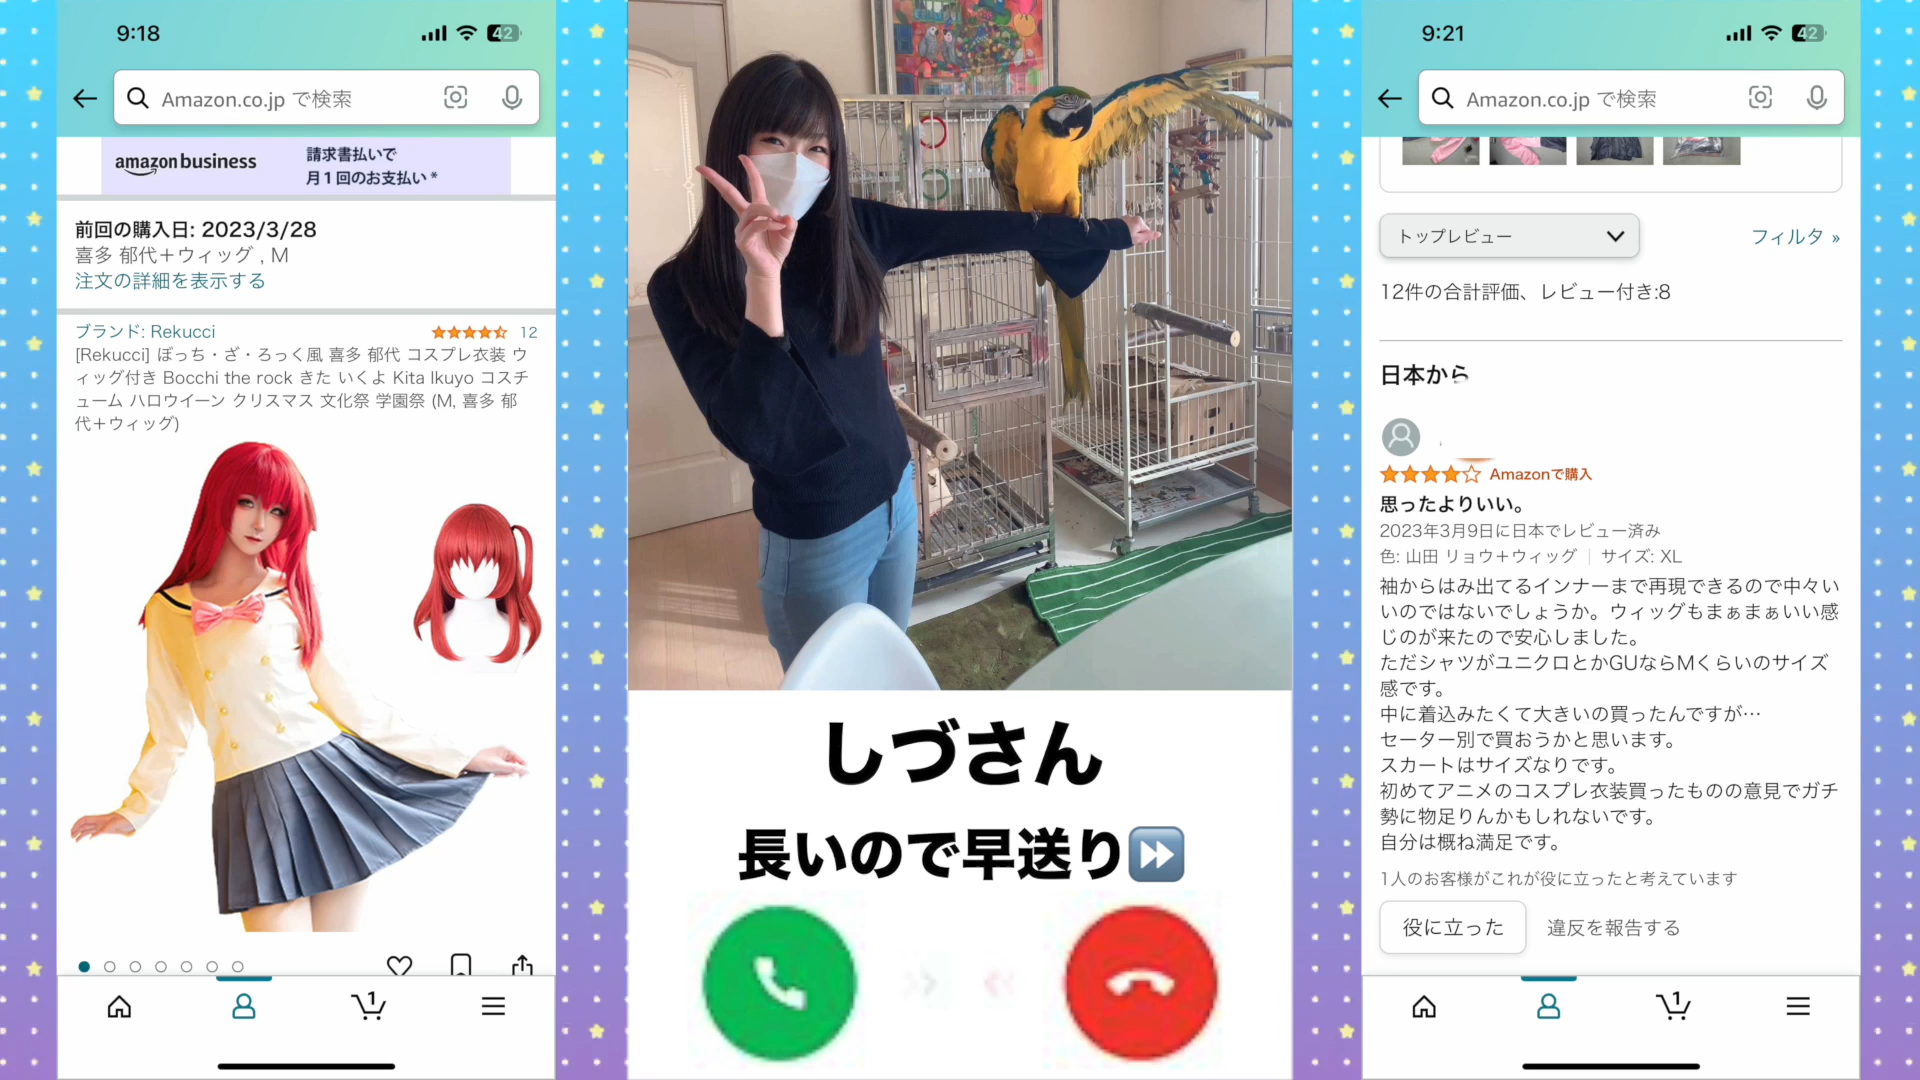 9:18
42
Amazon.co.jp で検索
amazon business
請求書払いで
月1回のお支払い*
前回の購入日: 2023/3/28
喜多 郁代＋ウィッグ , M
注文の詳細を表示する
ブランド: Rekucci
12
[Rekucci] ぼっち・ざ・ろっく風 喜多 郁代 コスプレ衣装 ウ
ィッグ付き Bocchi the rock きた いくよ Kita Ikuyo コスチ
ューム ハロウイーン クリスマス 文化祭 学園祭 (M, 喜多 郁
代＋ウィッグ)
1
しづさん
長いので早送り⏩
9:21
42
Amazon.co.jp で検索
トップレビュー
フィルタ »
12件の合計評価、レビュー付き:8
日本から
Amazonで購入
思ったよりいい。
2023年3月9日に日本でレビュー済み
色: 山田 リョウ＋ウィッグ | サイズ: XL
袖からはみ出てるインナーまで再現できるので中々い
いのではないでしょうか。ウィッグもまぁまぁいい感
じのが来たので安心しました。
ただシャツがユニクロとかGUならMくらいのサイズ
感です。
中に着込みたくて大きいの買ったんですが…
セーター別で買おうかと思います。
スカートはサイズなりです。
初めてアニメのコスプレ衣装買ったものの意見でガチ
勢に物足りんかもしれないです。
自分は概ね満足です。
1人のお客様がこれが役に立ったと考えています
役に立った
違反を報告する
1